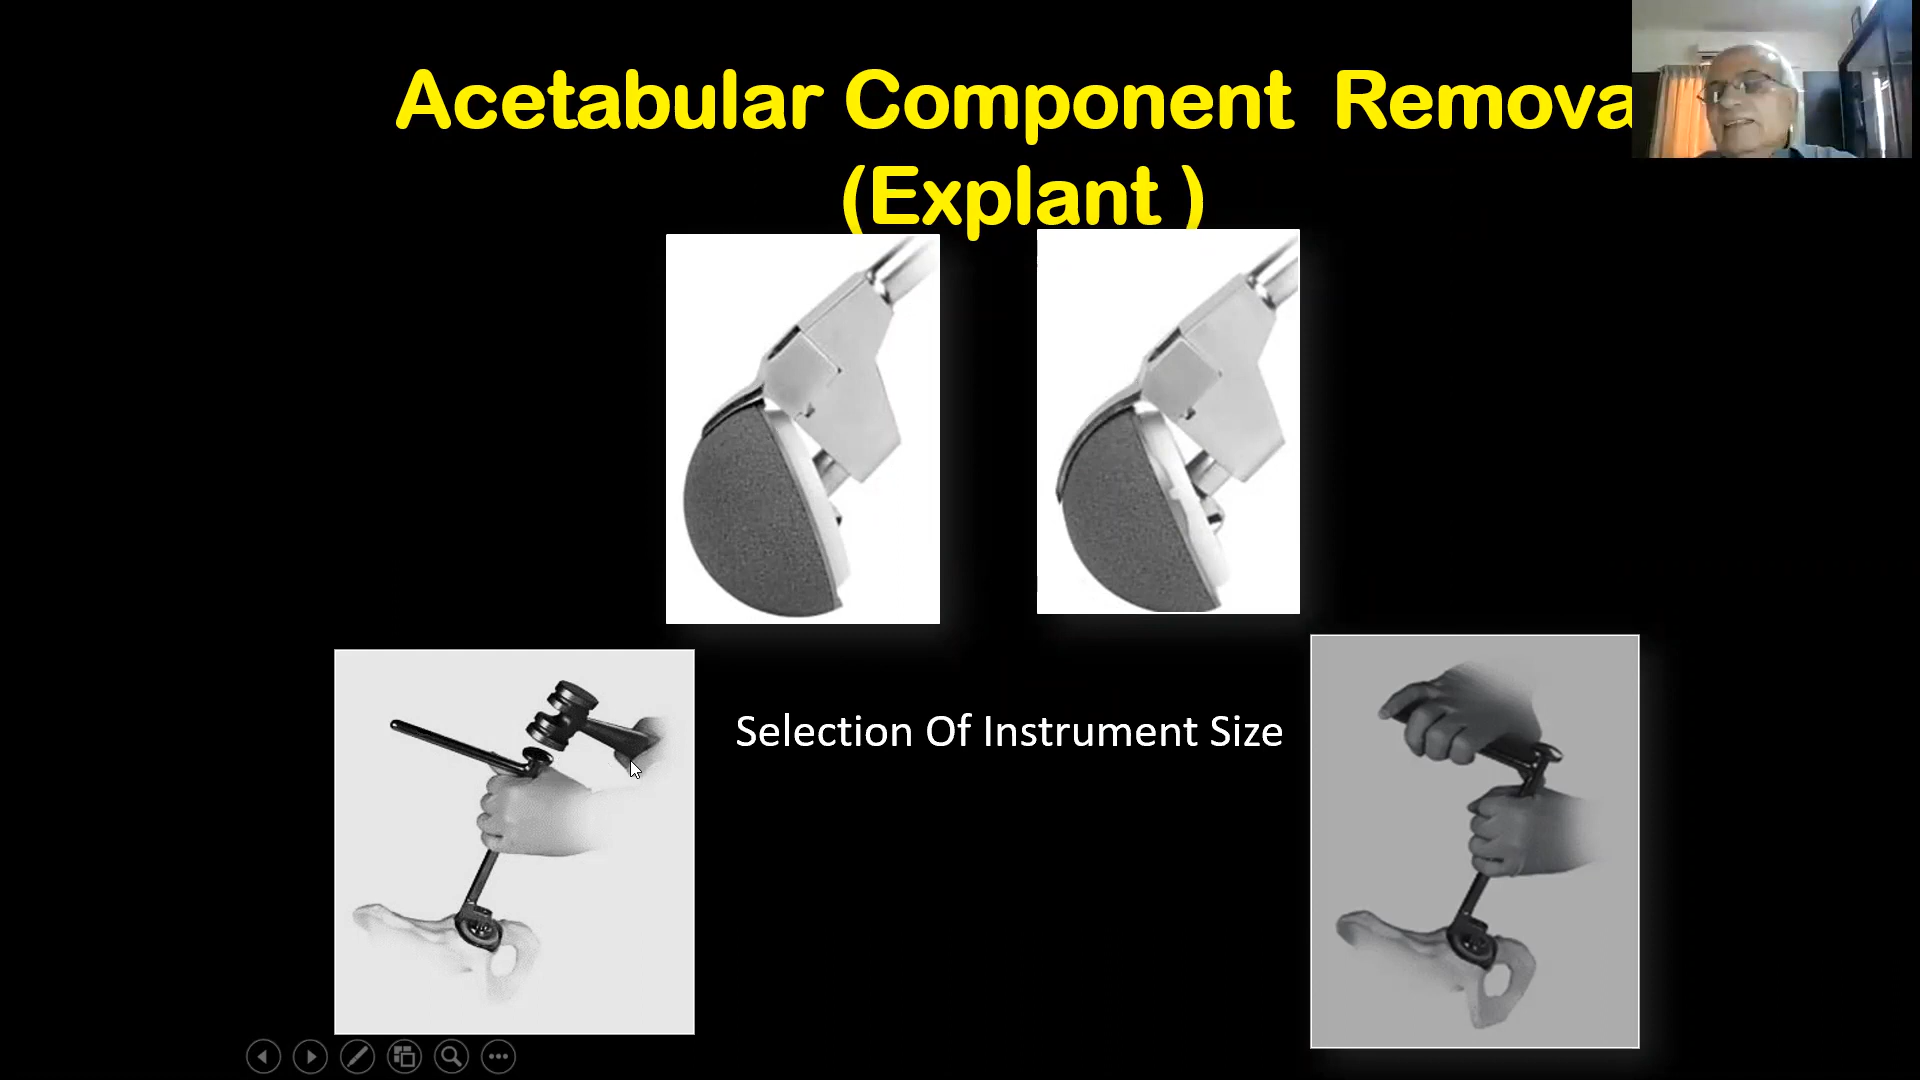 Acetabular Component Remova
(Explant )
Selection Of Instrument Size